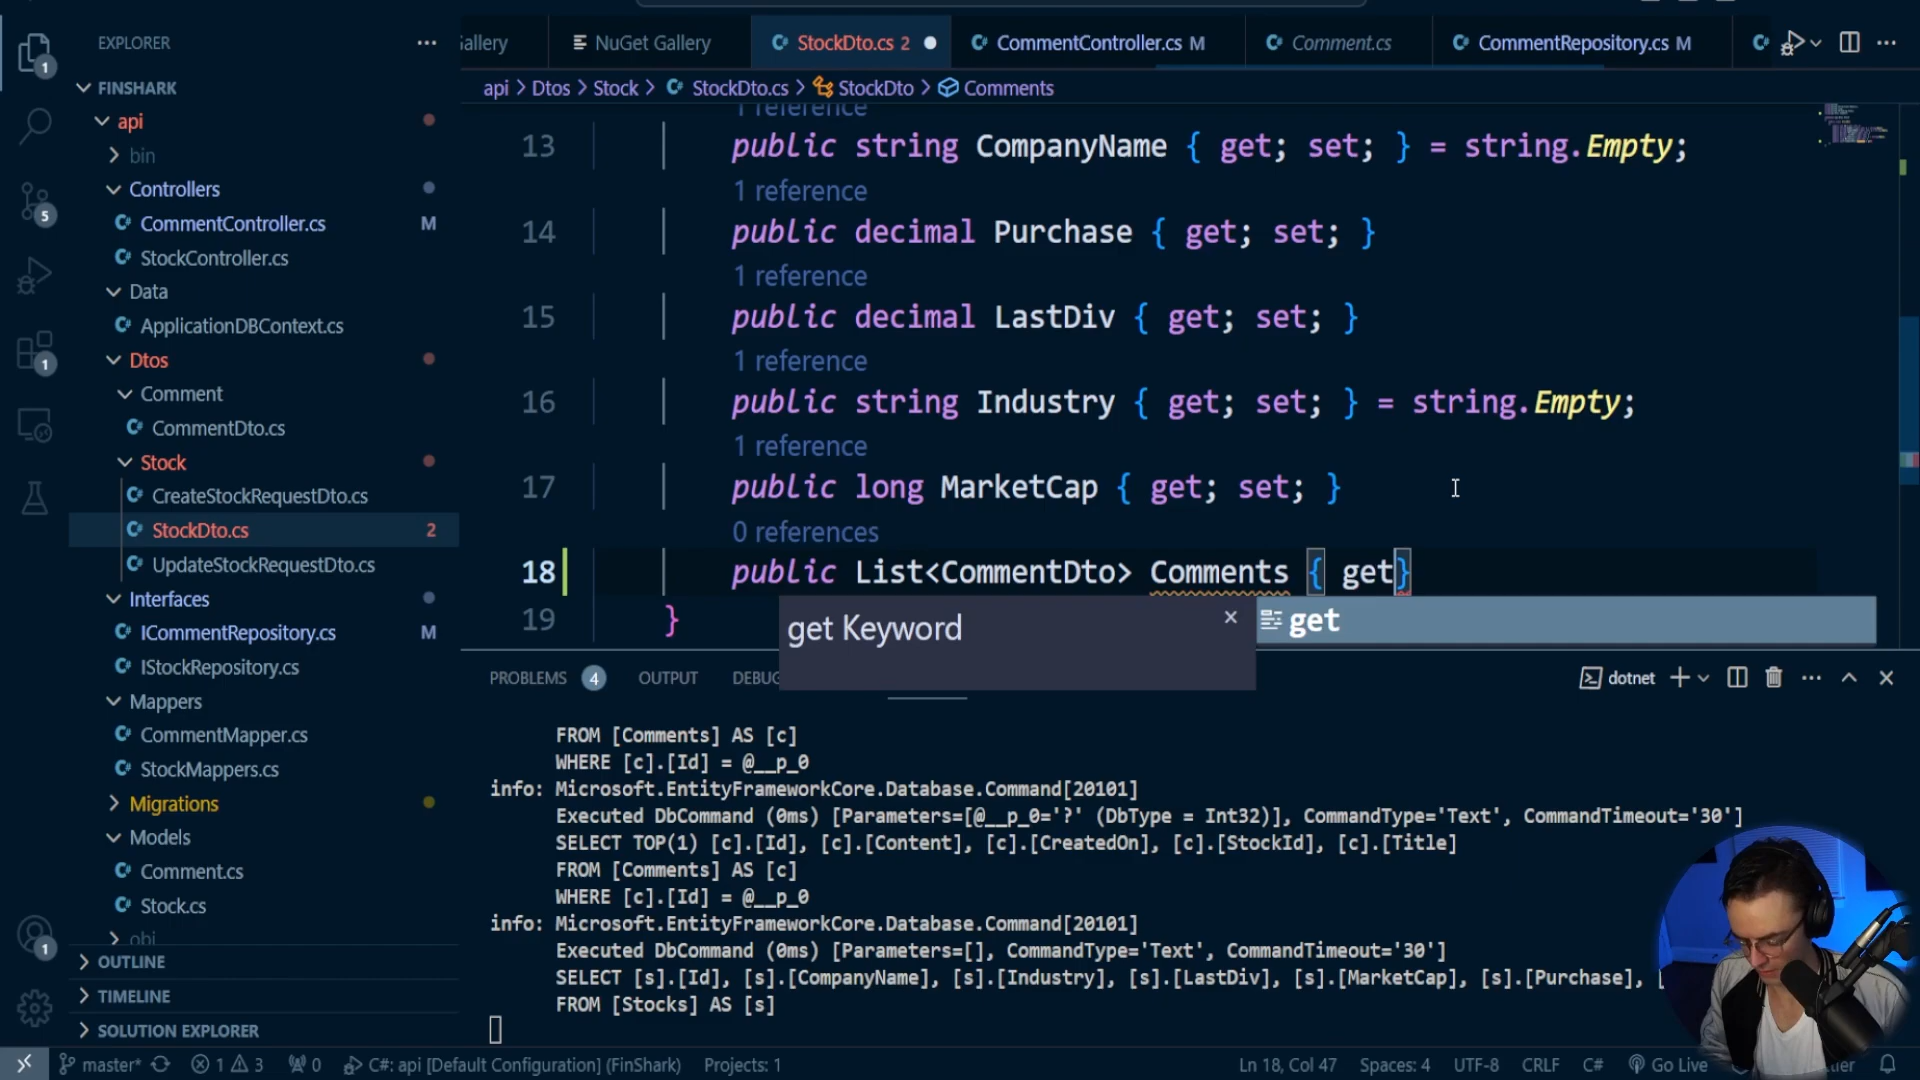 EXPLORER
FINSHARK
api
bin
Controllers
CommentController.cs M
StockController.cs
Data
ApplicationDBContext.cs
Dtos
Comment
CommentDto.cs
Stock
CreateStockRequestDto.cs
StockDto.cs 2
UpdateStockRequestDto.cs
Interfaces
ICommentRepository.cs M
IStockRepository.cs
Mappers
CommentMapper.cs
StockMappers.cs
Migrations
Models
Comment.cs
Stock.cs
obj
OUTLINE
TIMELINE
SOLUTION EXPLORER
1
5
1
1
Gallery NuGet Gallery StockDto.cs 2 CommentController.cs M Comment.cs CommentRepository.cs M
api > Dtos > Stock > StockDto.cs > StockDto > Comments
1 reference
13 public string CompanyName { get; set; } = string.Empty;
1 reference
14 public decimal Purchase { get; set; }
1 reference
15 public decimal LastDiv { get; set; }
1 reference
16 public string Industry { get; set; } = string.Empty;
1 reference
17 public long MarketCap { get; set; }
0 references
18 public List<CommentDto> Comments { get}
19 }
get Keyword
get
PROBLEMS 4 OUTPUT DEBUG dotnet
FROM [Comments] AS [c]
WHERE [c].[Id] = @__p_0
info: Microsoft.EntityFrameworkCore.Database.Command[20101]
Executed DbCommand (0ms) [Parameters=[@__p_0='?' (DbType = Int32)], CommandType='Text', CommandTimeout='30']
SELECT TOP(1) [c].[Id], [c].[Content], [c].[CreatedOn], [c].[StockId], [c].[Title]
FROM [Comments] AS [c]
WHERE [c].[Id] = @__p_0
info: Microsoft.EntityFrameworkCore.Database.Command[20101]
Executed DbCommand (0ms) [Parameters=[], CommandType='Text', CommandTimeout='30']
SELECT [s].[Id], [s].[CompanyName], [s].[Industry], [s].[LastDiv], [s].[MarketCap], [s].[Purchase], [
FROM [Stocks] AS [s]
master* 1 3 0 C#: api [Default Configuration] (FinShark) Projects: 1 Ln 18, Col 47 Spaces: 4 UTF-8 CRLF C# Go Live